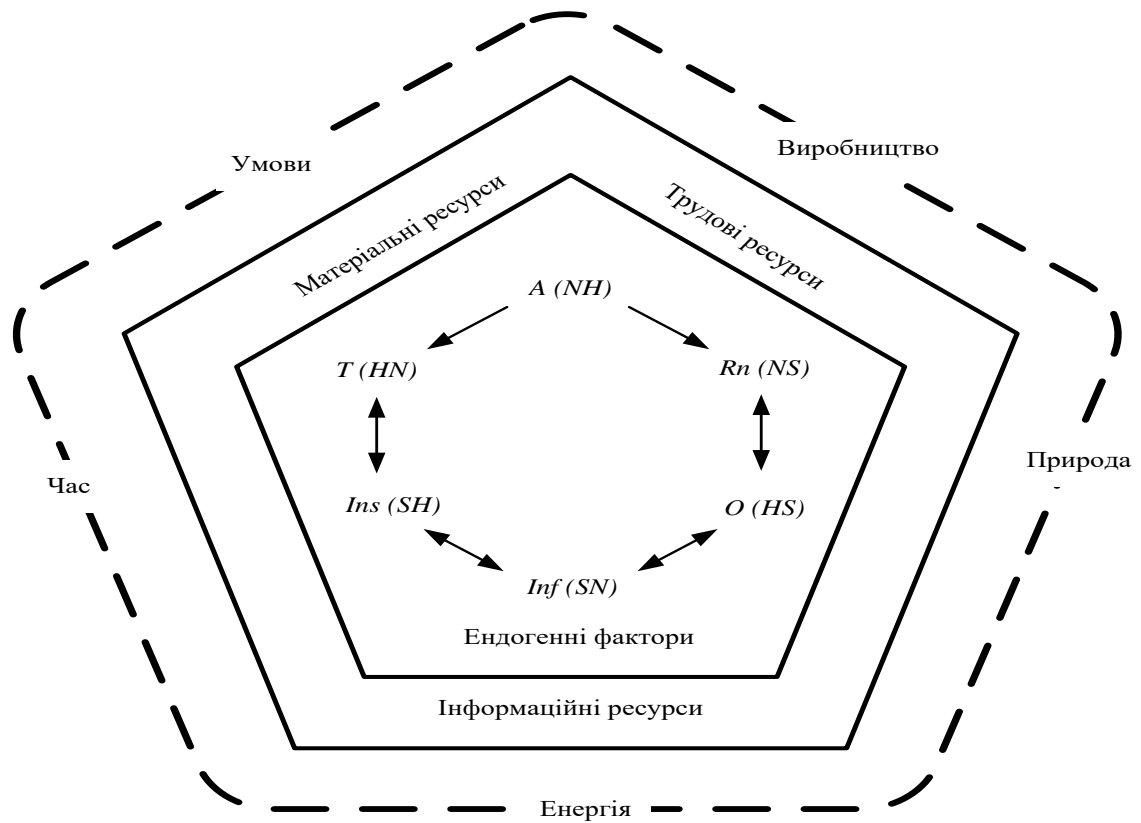 Виробництво
Умови
Матеріальні ресурси
Трудові ресурси
A (NH)
T (HN)
Rn (NS)
Природа
Час
Ins (SH)
O (HS)
Inf (SN)
Ендогенні фактори
Інформаційні ресурси
Енергія